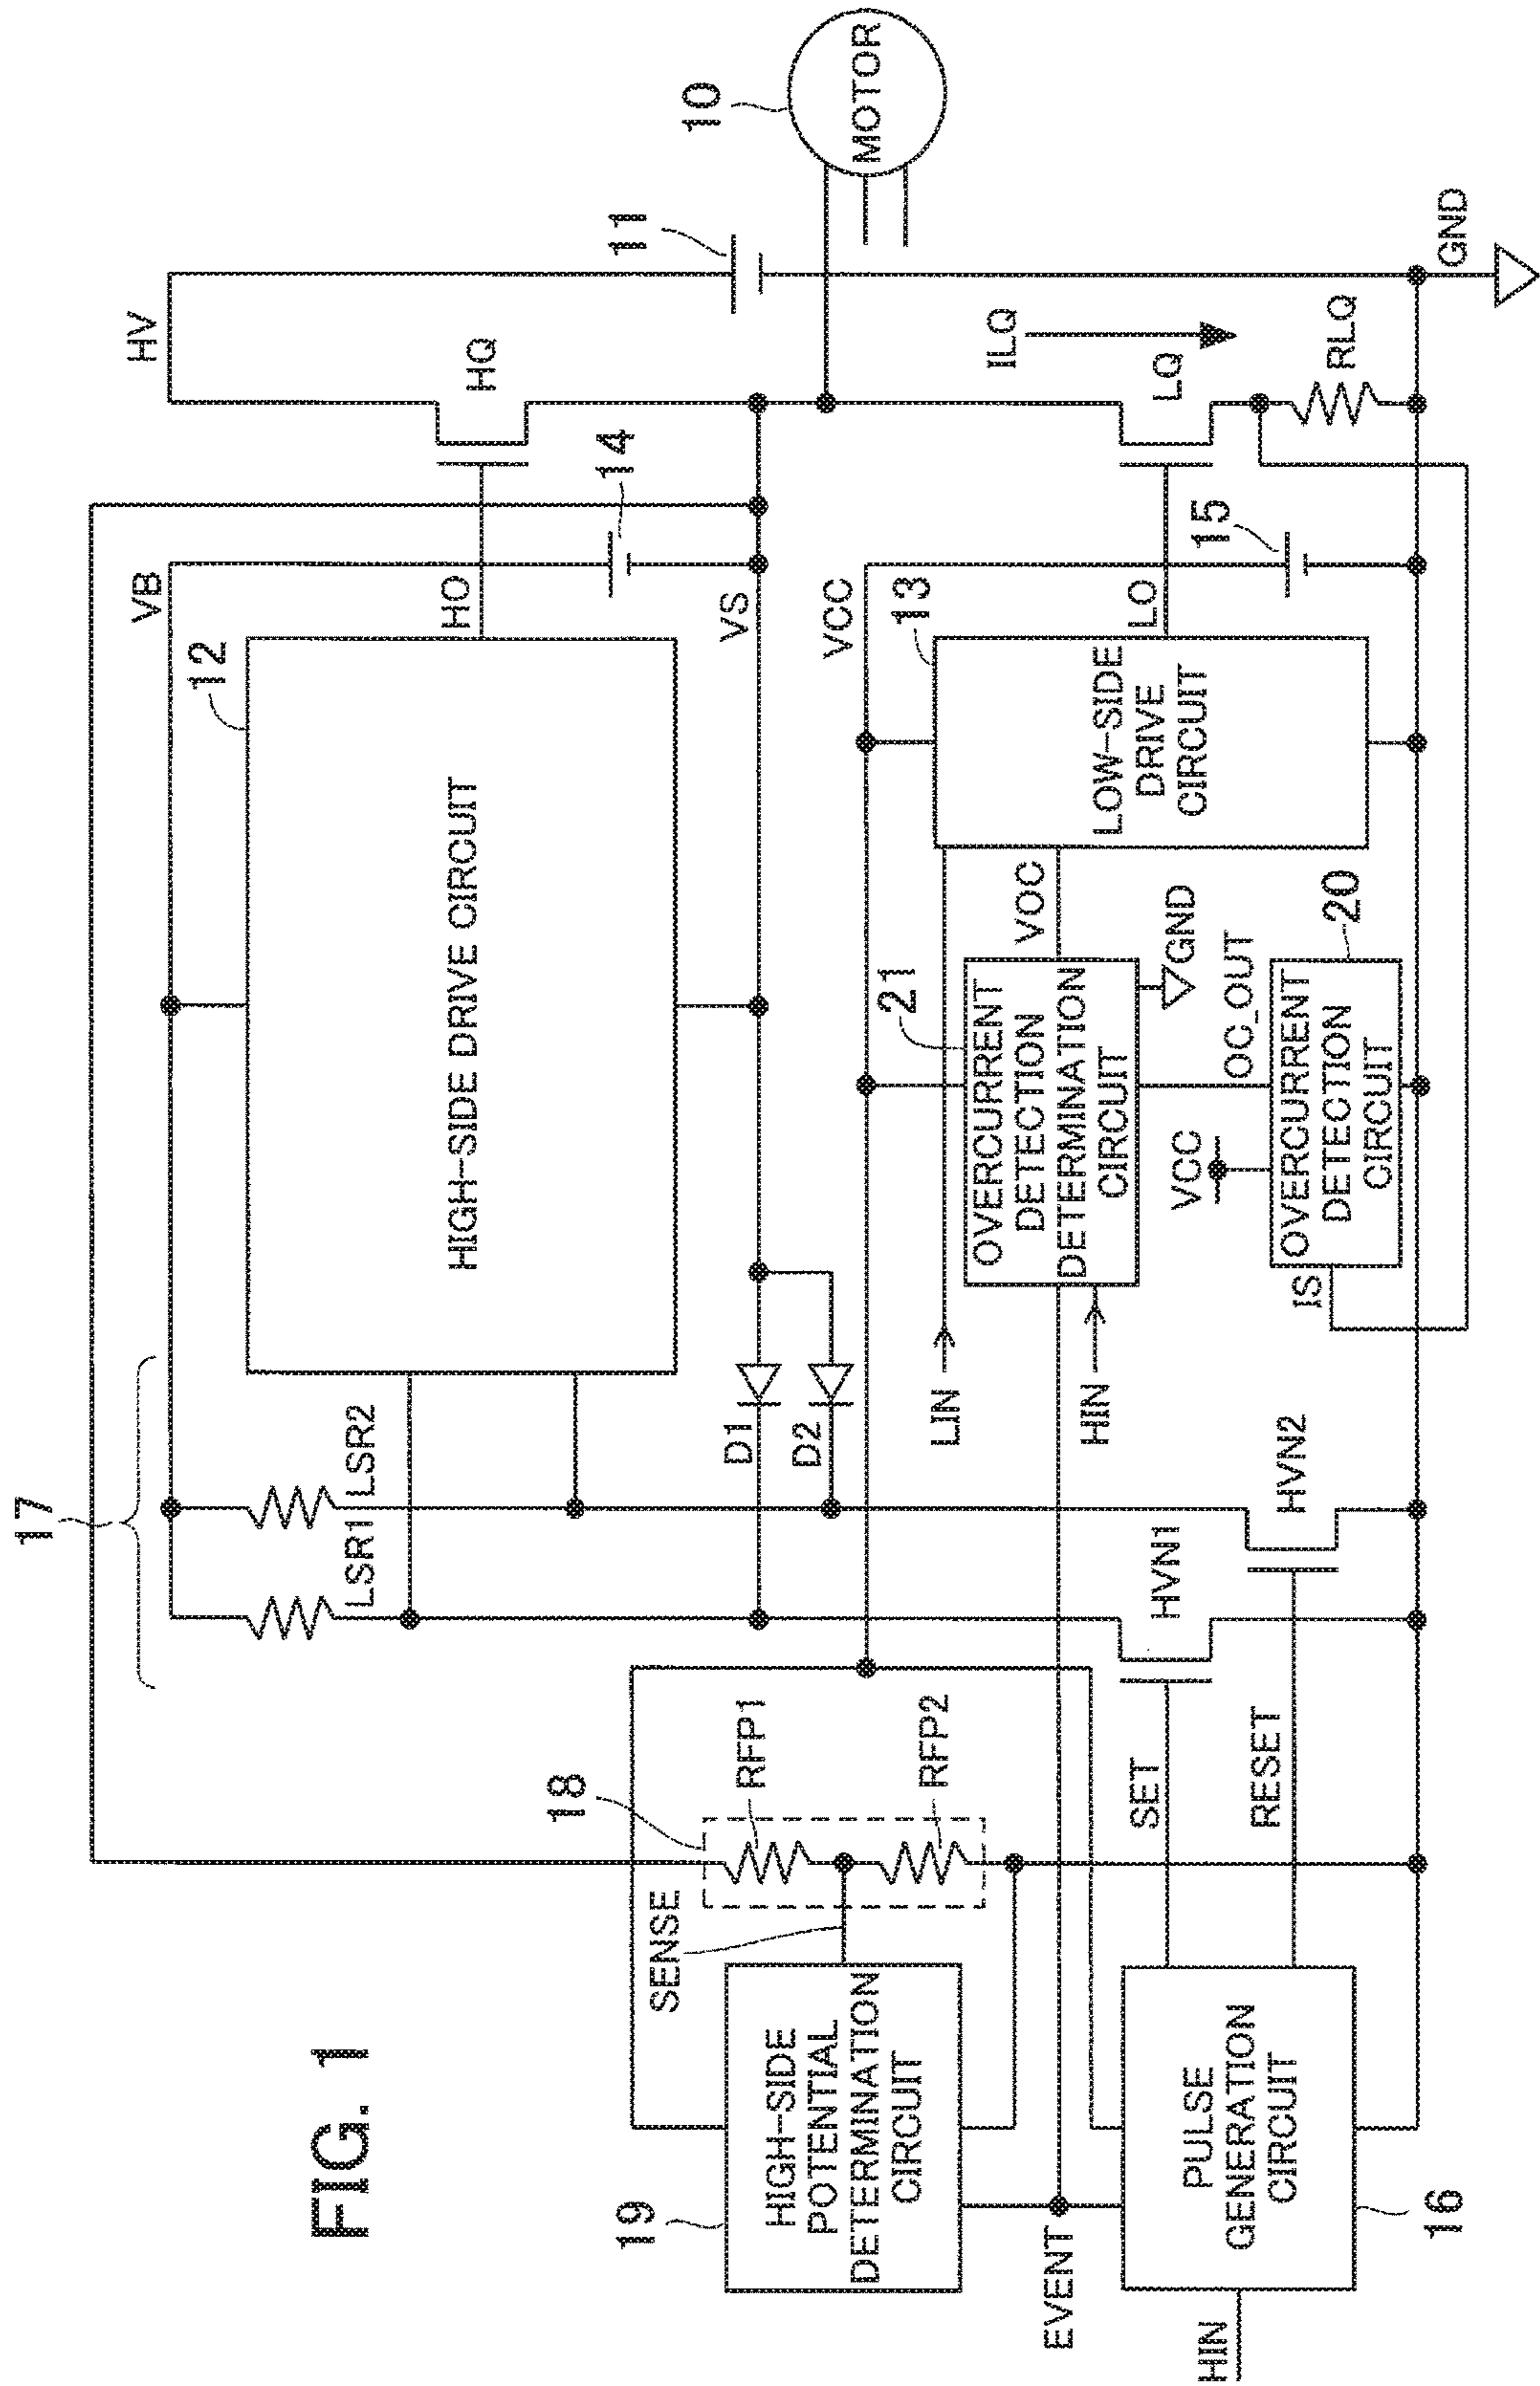 FIG. 1
17
HV
VB
12
HO
HQ
11
10
MOTOR
14
VS
HIGH-SIDE DRIVE CIRCUIT
LSR1
LSR2
D1
D2
18
RFP1
RFP2
SENSE
19
HIGH-SIDE
POTENTIAL
DETERMINATION
CIRCUIT
EVENT
HIN
PULSE
GENERATION
CIRCUIT
16
SET
RESET
HVN1
HVN2
LIN
HIN
VCC
21
OVERCURRENT
DETECTION
DETERMINATION
CIRCUIT
VOC
GND
13
LOW-SIDE
DRIVE
CIRCUIT
LO
15
LQ
ILQ
RLQ
GND
OC_OUT
VCC
20
OVERCURRENT
DETECTION
CIRCUIT
IS